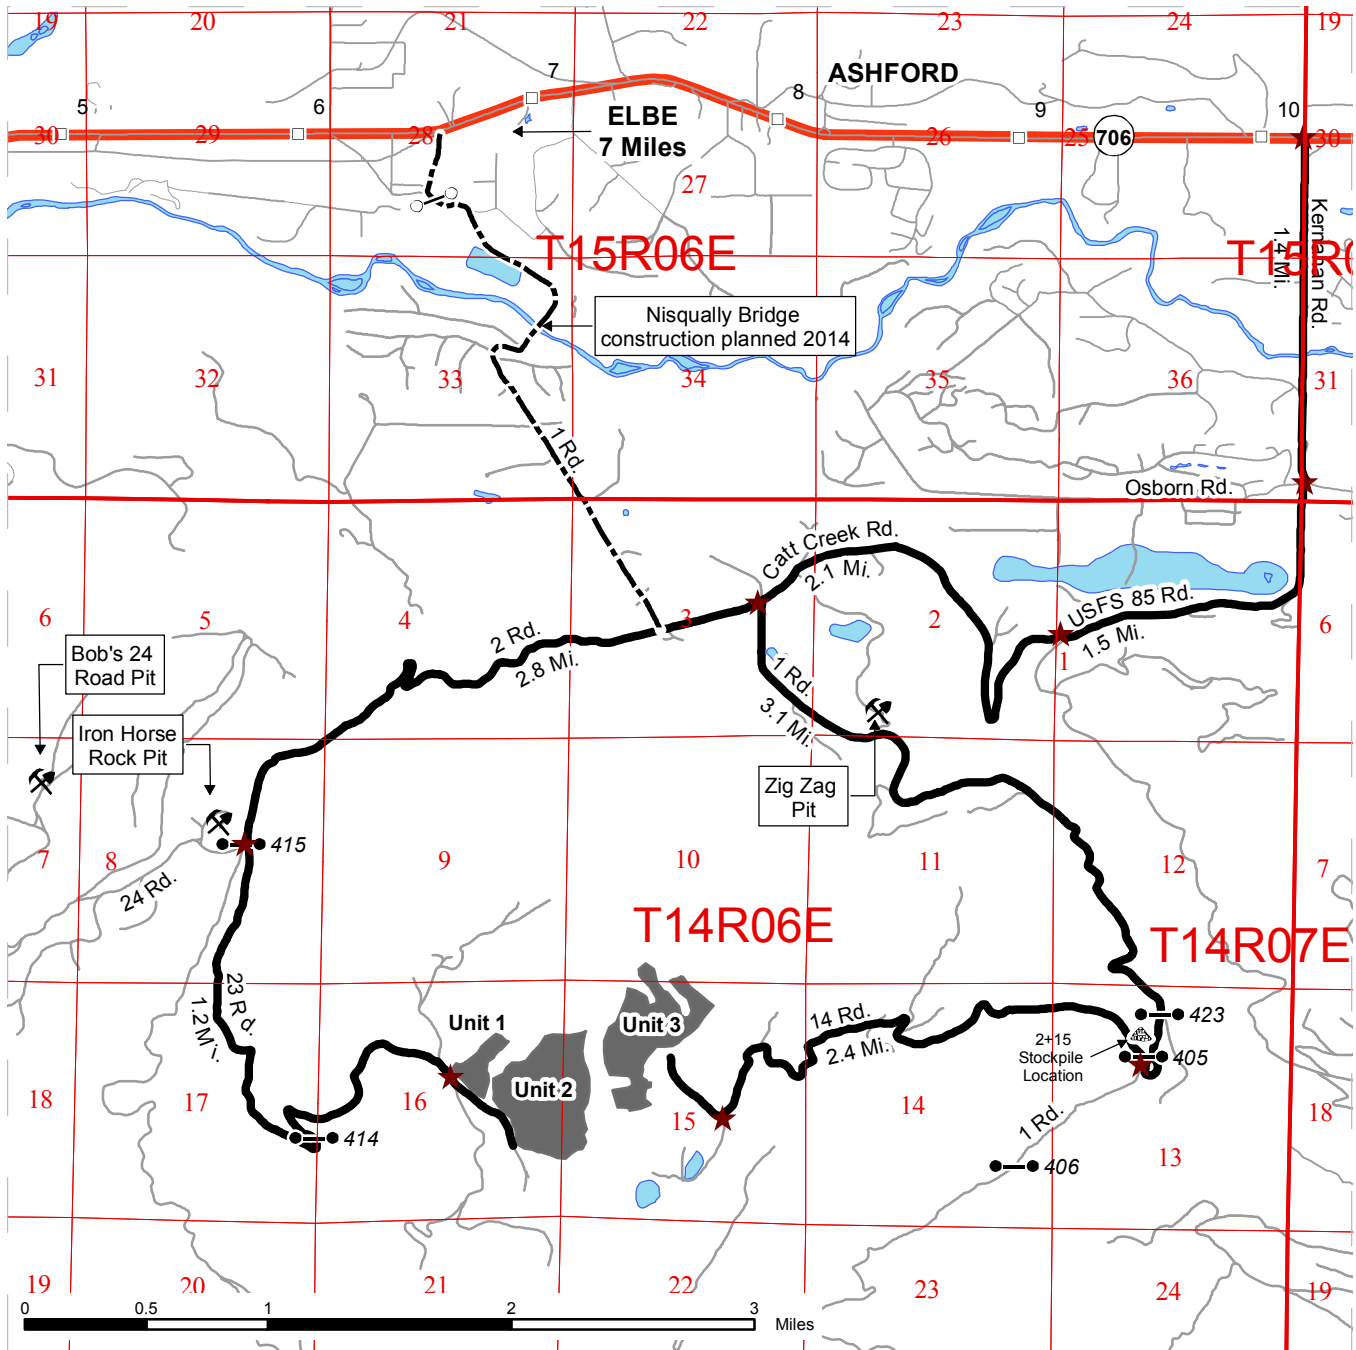 19
20
21
22
23
24
19
7
8
ASHFORD
5
6
9
10
ELBE
7 Miles
30
29
28
26
25
706
30
27
Kernahan Rd.
1.4 Mi.
T15R06E
T15R0
Nisqually Bridge
construction planned 2014
31
32
33
34
35
36
31
1 Rd.
Osborn Rd.
Catt Creek Rd.
2.1 Mi.
USFS 85 Rd.
1.5 Mi.
6
5
4
3
2
1
6
2 Rd.
2.8 Mi.
Bob's 24
Road Pit
1 Rd.
3.1 Mi.
Iron Horse
Rock Pit
Zig Zag
Pit
415
7
8
9
10
11
12
7
24 Rd.
T14R06E
T14R07E
23 Rd.
1.2 Mi.
Unit 1
Unit 3
14 Rd.
2.4 Mi.
423
2+15
Stockpile
Location
405
Unit 2
18
17
16
15
14
18
1 Rd.
414
406
13
19
20
21
22
23
24
19
0
0.5
1
2
3
Miles